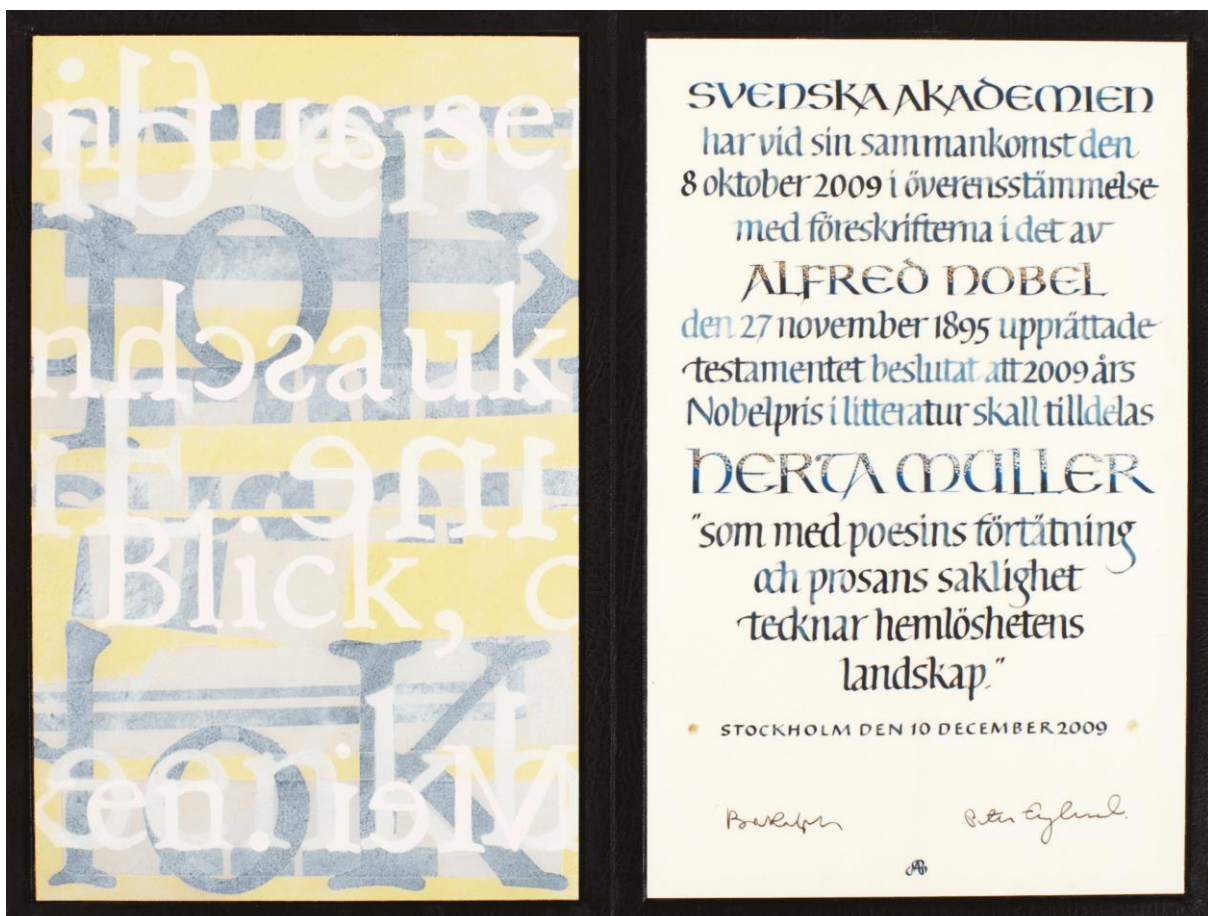 Blick,
SVENSKA AKADEMIEN
har vid sin sammankomst den
8 oktober 2009 i överensstämmelse
med föreskrifterna i det av
ALFRED NOBEL
den 27 november 1895 upprättade
testamentet beslutat att 2009 års
Nobelpris i litteratur skall tilldelas
HERTA MÜLLER
"som med poesins förtätning
och prosans saklighet
tecknar hemlöshetens
landskap."
STOCKHOLM DEN 10 DECEMBER 2009
Peter Englund.